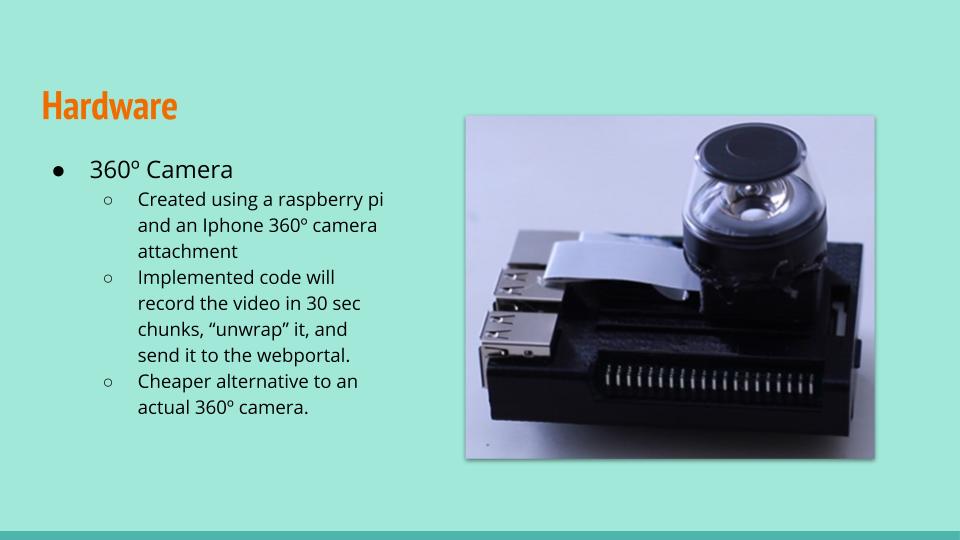 Hardware
● 360º Camera
○ Created using a raspberry pi
and an Iphone 360º camera
attachment
○ Implemented code will
record the video in 30 sec
chunks, “unwrap” it, and
send it to the webportal.
○ Cheaper alternative to an
actual 360º camera.